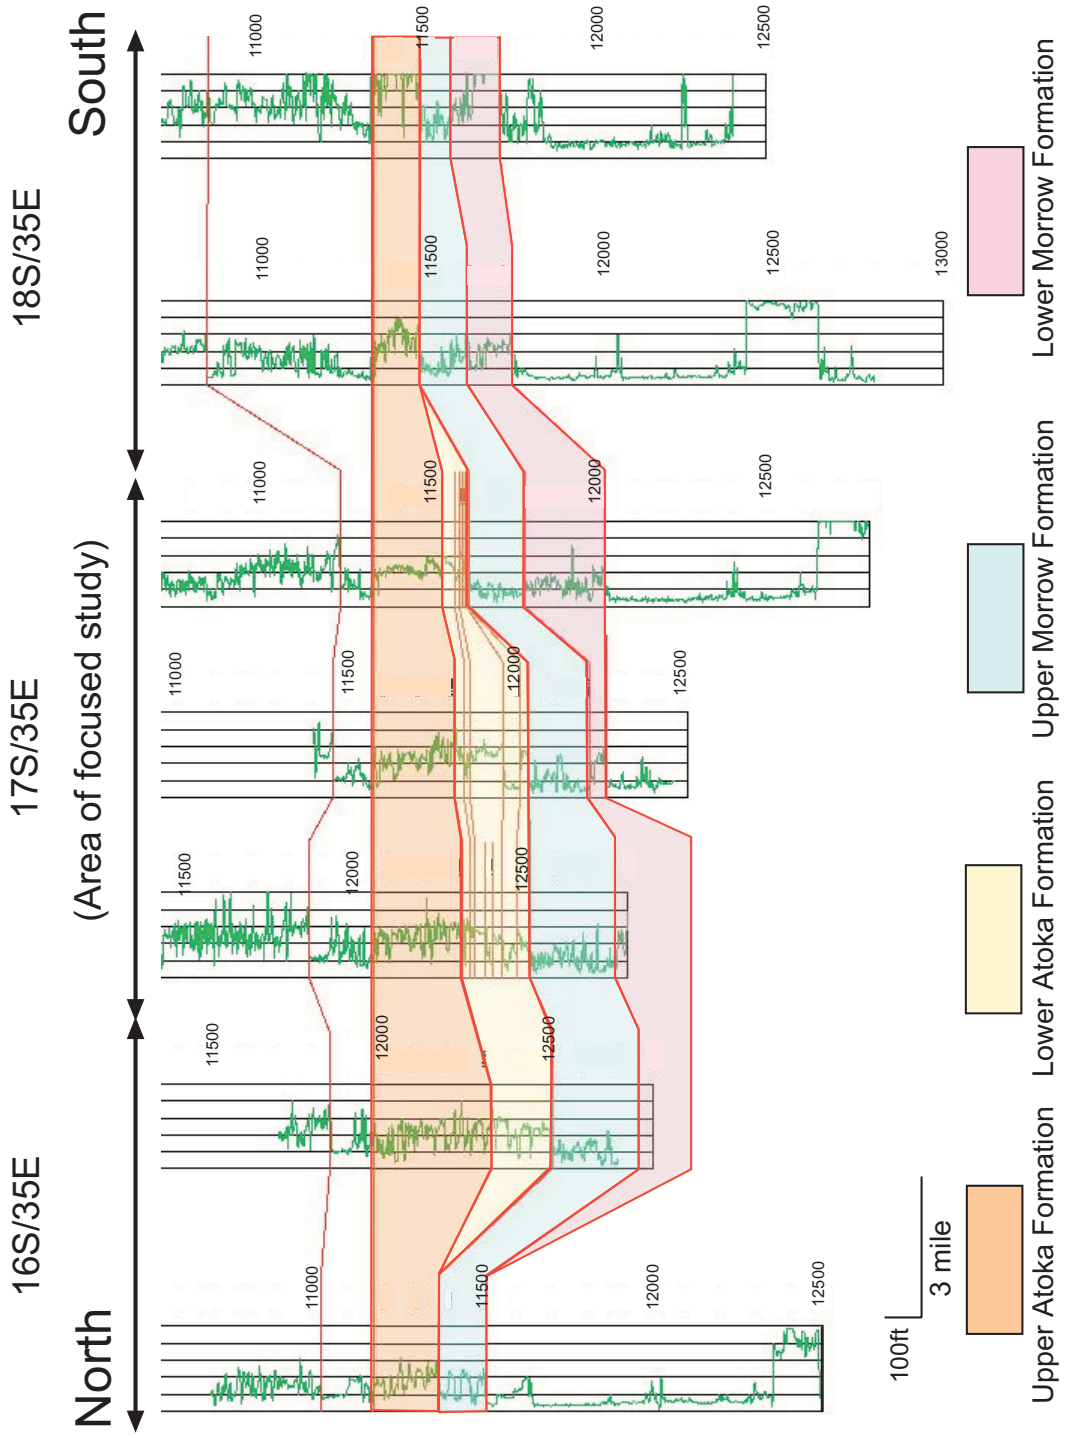 16S/35E
17S/35E
18S/35E
North
(Area of focused study)
South
11000
11500
12000
12500
11500
12000
12500
11500
12000
12500
11000
11500
12000
12500
11000
11500
12000
12500
11000
11500
12000
12500
13000
11000
11500
12000
12500
100ft
3 mile
Upper Atoka Formation
Lower Atoka Formation
Upper Morrow Formation
Lower Morrow Formation